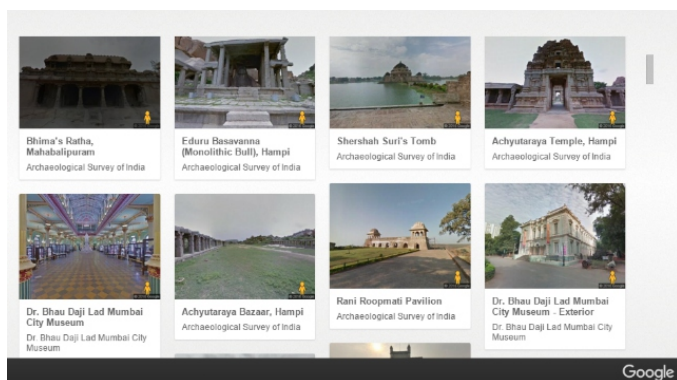 Bhima's Ratha,
Mahabalipuram
Archaeological Survey of India
Eduru Basavanna
(Monolithic Bull), Hampi
Archaeological Survey of India
Shershah Suri's Tomb
Archaeological Survey of India
Achyutaraya Temple, Hampi
Archaeological Survey of India
Dr. Bhau Daji Lad Mumbai
City Museum
Dr. Bhau Daji Lad Mumbai City
Museum
Achyutaraya Bazaar, Hampi
Archaeological Survey of India
Rani Roopmati Pavilion
Archaeological Survey of India
Dr. Bhau Daji Lad Mumbai
City Museum - Exterior
Dr. Bhau Daji Lad Mumbai City
Museum
Google